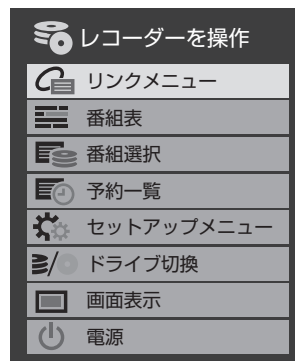 レコーダーを操作
リンクメニュー
番組表
番組選択
予約一覧
セットアップメニュー
ドライブ切換
画面表示
電源